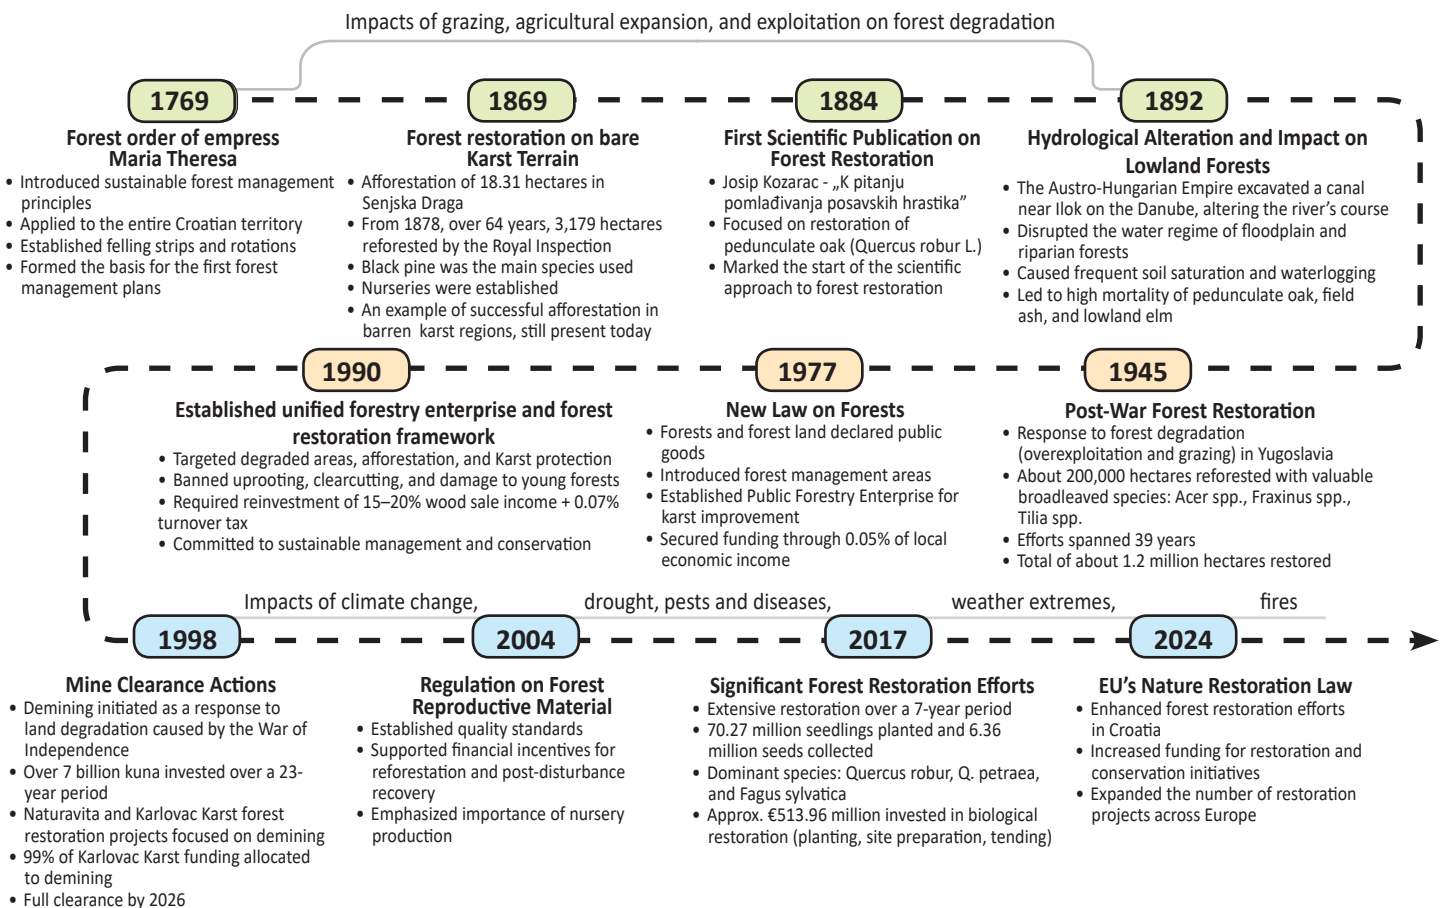 Impacts of grazing, agricultural expansion, and exploitation on forest degradation
1769
Forest order of empress
Maria Theresa
• Introduced sustainable forest management
principles
• Applied to the entire Croatian territory
• Established felling strips and rotations
• Formed the basis for the first forest
management plans
1869
Forest restoration on bare
Karst Terrain
• Afforestation of 18.31 hectares in
Senjska Draga
• From 1878, over 64 years, 3,179 hectares
reforested by the Royal Inspection
• Black pine was the main species used
• Nurseries were established
• An example of successful afforestation in
barren karst regions, still present today
1884
First Scientific Publication on
Forest Restoration
• Josip Kozarac - „K pitanju
pomlađivanja posavskih hrastika”
• Focused on restoration of
pedunculate oak (Quercus robur L.)
• Marked the start of the scientific
approach to forest restoration
1892
Hydrological Alteration and Impact on
Lowland Forests
• The Austro-Hungarian Empire excavated a canal
near Ilok on the Danube, altering the river’s course
• Disrupted the water regime of floodplain and
riparian forests
• Caused frequent soil saturation and waterlogging
• Led to high mortality of pedunculate oak, field
ash, and lowland elm
1990
Established unified forestry enterprise and forest
restoration framework
• Targeted degraded areas, afforestation, and Karst protection
• Banned uprooting, clearcutting, and damage to young forests
• Required reinvestment of 15–20% wood sale income + 0.07%
turnover tax
• Committed to sustainable management and conservation
1977
New Law on Forests
• Forests and forest land declared public
goods
• Introduced forest management areas
• Established Public Forestry Enterprise for
karst improvement
• Secured funding through 0.05% of local
economic income
1945
Post-War Forest Restoration
• Response to forest degradation
(overexploitation and grazing) in Yugoslavia
• About 200,000 hectares reforested with valuable
broadleaved species: Acer spp., Fraxinus spp.,
Tilia spp.
• Efforts spanned 39 years
• Total of about 1.2 million hectares restored
Impacts of climate change, drought, pests and diseases, weather extremes, fires
1998
Mine Clearance Actions
• Demining initiated as a response to
land degradation caused by the War of
Independence
• Over 7 billion kuna invested over a 23-
year period
• Naturavita and Karlovac Karst forest
restoration projects focused on demining
• 99% of Karlovac Karst funding allocated
to demining
• Full clearance by 2026
2004
Regulation on Forest
Reproductive Material
• Established quality standards
• Supported financial incentives for
reforestation and post-disturbance
recovery
• Emphasized importance of nursery
production
2017
Significant Forest Restoration Efforts
• Extensive restoration over a 7-year period
• 70.27 million seedlings planted and 6.36
million seeds collected
• Dominant species: Quercus robur, Q. petraea,
and Fagus sylvatica
• Approx. €513.96 million invested in biological
restoration (planting, site preparation, tending)
2024
EU’s Nature Restoration Law
• Enhanced forest restoration efforts
in Croatia
• Increased funding for restoration and
conservation initiatives
• Expanded the number of restoration
projects across Europe